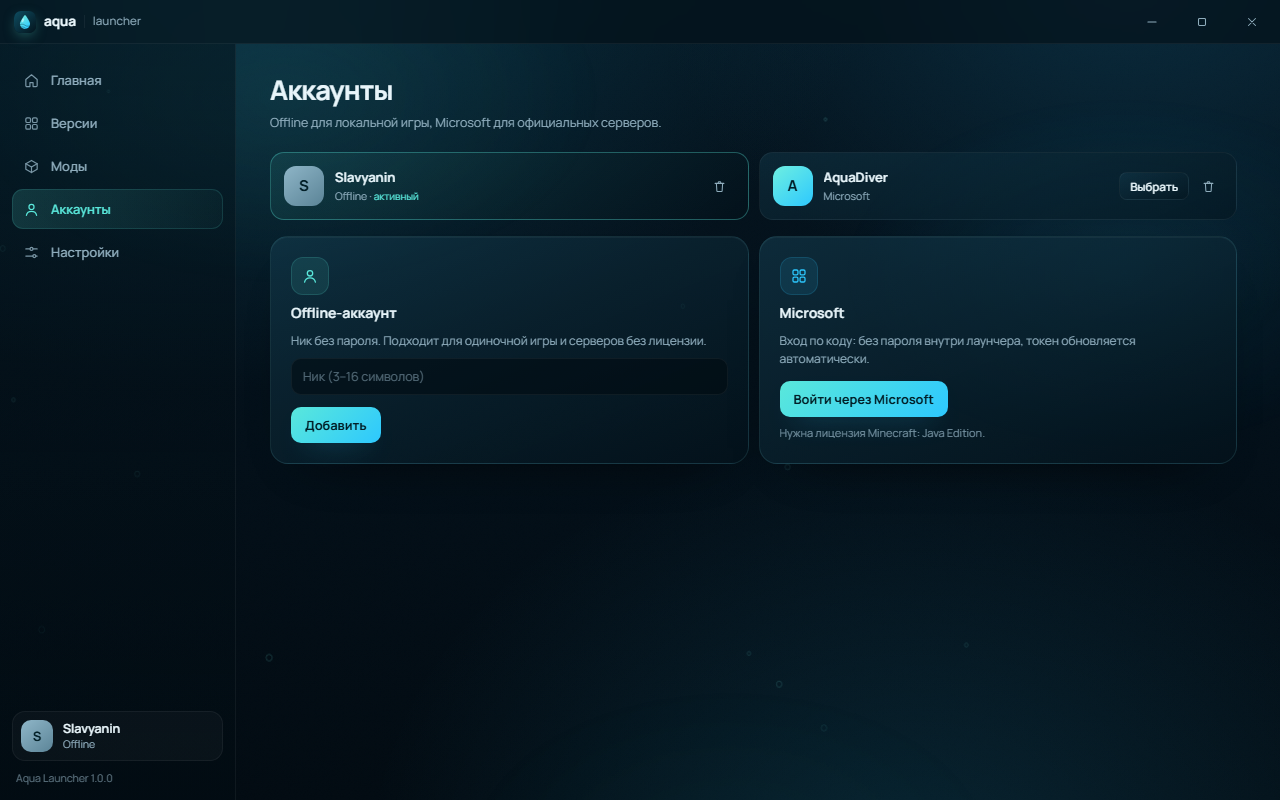 aqua launcher
Главная
Версии
Моды
Аккаунты
Настройки
Аккаунты
Offline для локальной игры, Microsoft для официальных серверов.
S
Slavyanin
Offline · активный
A
AquaDiver
Microsoft
Выбрать
Offline-аккаунт
Ник без пароля. Подходит для одиночной игры и серверов без лицензии.
Ник (3–16 символов)
Добавить
Microsoft
Вход по коду: без пароля внутри лаунчера, токен обновляется
автоматически.
Войти через Microsoft
Нужна лицензия Minecraft: Java Edition.
S
Slavyanin
Offline
Aqua Launcher 1.0.0